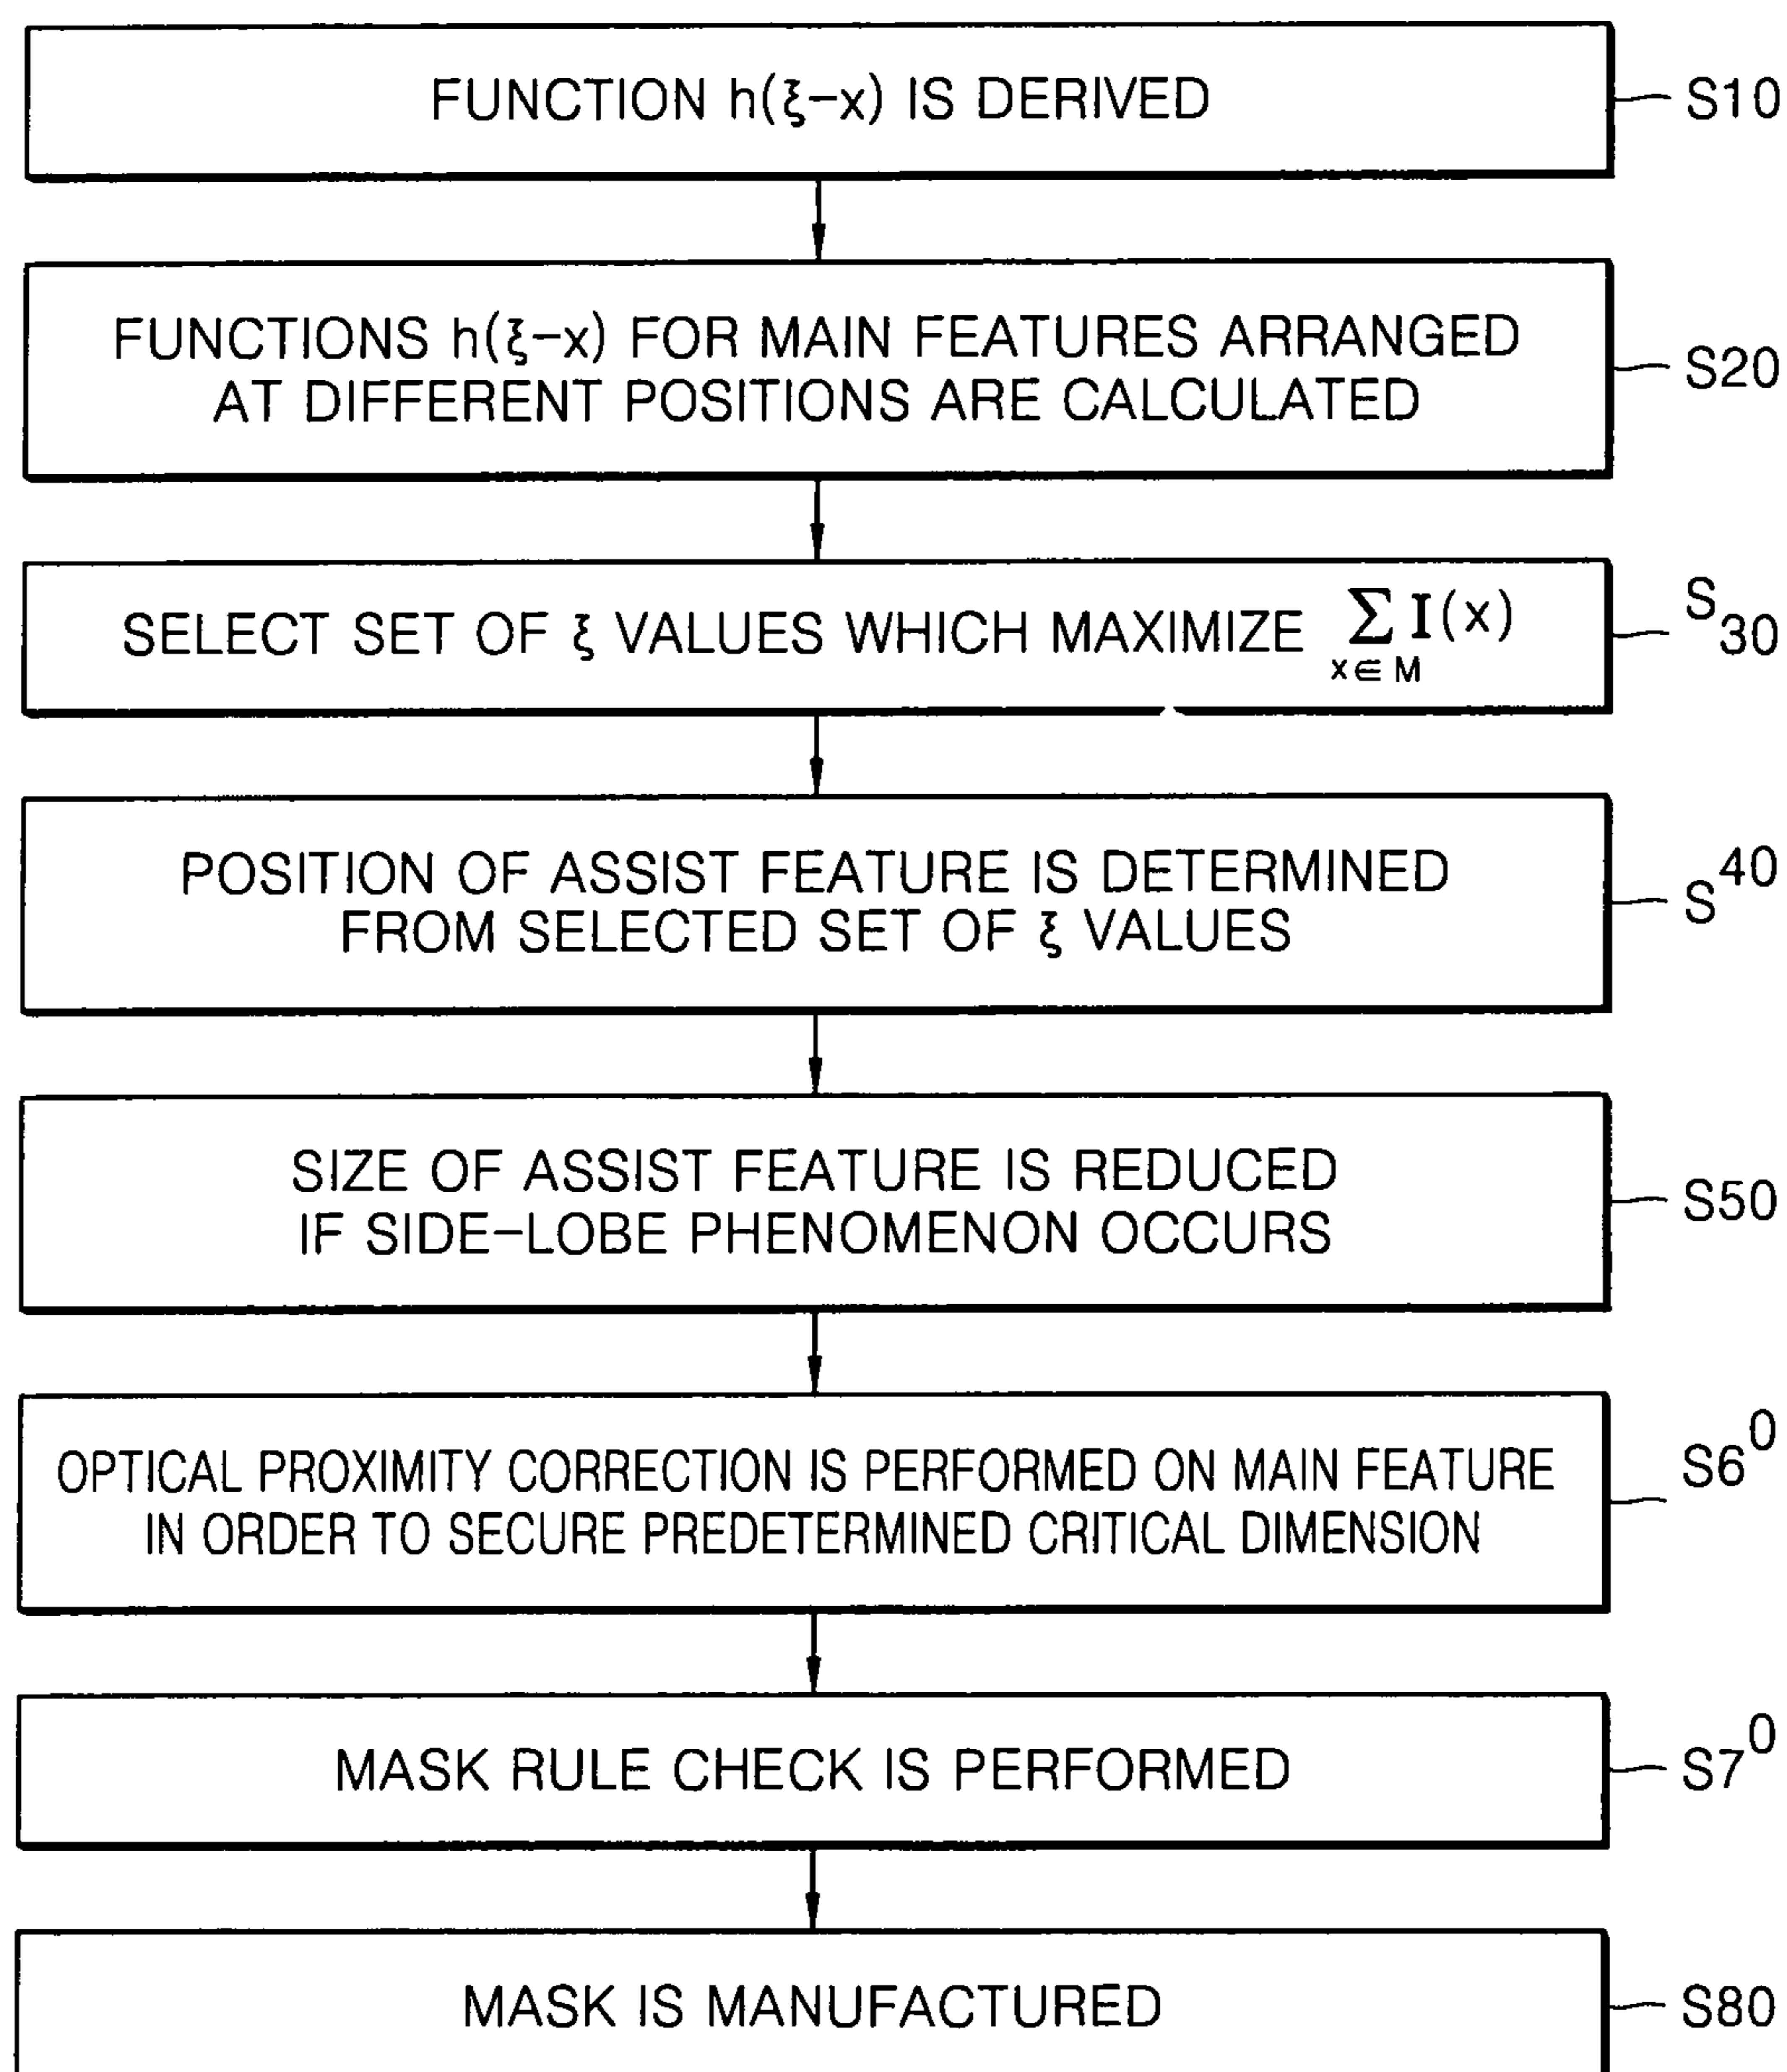 FUNCTION h(ξ-x) IS DERIVED
S10
FUNCTIONS h(ξ-x) FOR MAIN FEATURES ARRANGED
AT DIFFERENT POSITIONS ARE CALCULATED
S20
SELECT SET OF ξ VALUES WHICH MAXIMIZE ∑ I(x)
x∈M
S30
POSITION OF ASSIST FEATURE IS DETERMINED
FROM SELECTED SET OF ξ VALUES
S40
SIZE OF ASSIST FEATURE IS REDUCED
IF SIDE-LOBE PHENOMENON OCCURS
S50
OPTICAL PROXIMITY CORRECTION IS PERFORMED ON MAIN FEATURE
IN ORDER TO SECURE PREDETERMINED CRITICAL DIMENSION
S60
MASK RULE CHECK IS PERFORMED
S70
MASK IS MANUFACTURED
S80